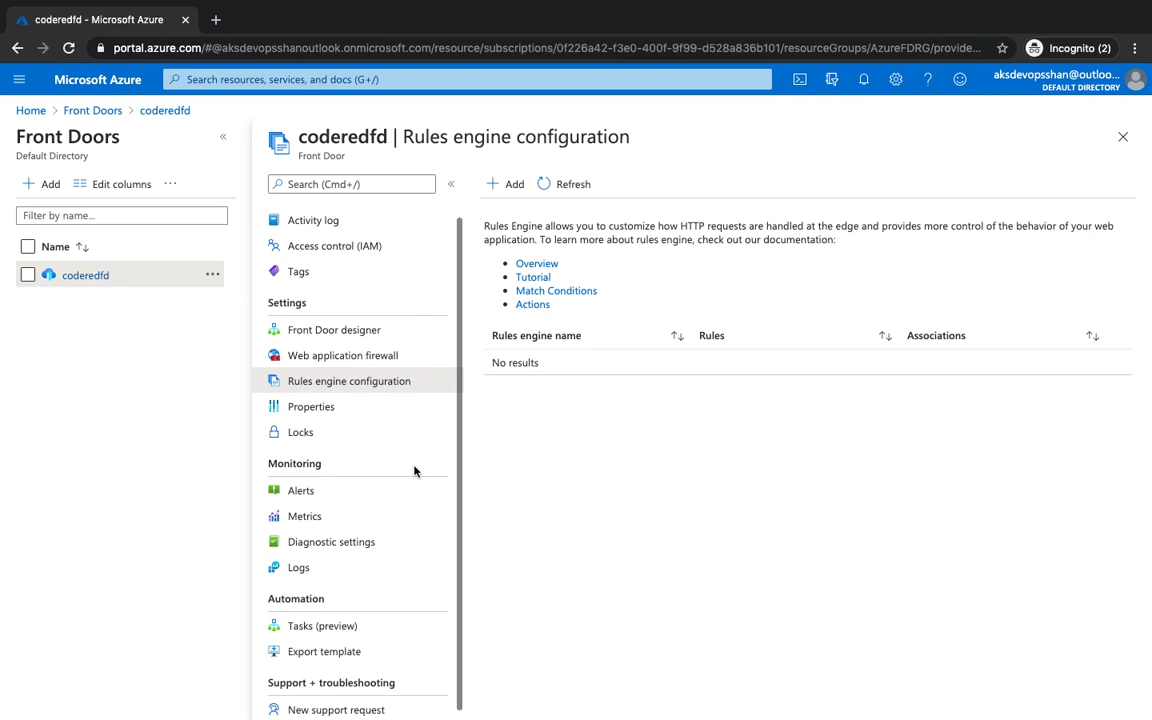 coderedfd - Microsoft Azure
portal.azure.com/#@aksdevopsshanoutlook.onmicrosoft.com/resource/subscriptions/0f226a42-f3e0-400f-9f99-d528a836b101/resourceGroups/AzureFDRG/provide...
Incognito (2)
Microsoft Azure
Search resources, services, and docs (G+/)
aksdevopsshan@outloo...
DEFAULT DIRECTORY
Home > Front Doors > coderedfd
Front Doors
Default Directory
Add
Edit columns
Filter by name...
Name
coderedfd
coderedfd | Rules engine configuration
Front Door
Search (Cmd+/)
Activity log
Access control (IAM)
Tags
Settings
Front Door designer
Web application firewall
Rules engine configuration
Properties
Locks
Monitoring
Alerts
Metrics
Diagnostic settings
Logs
Automation
Tasks (preview)
Export template
Support + troubleshooting
New support request
Add
Refresh
Rules Engine allows you to customize how HTTP requests are handled at the edge and provides more control of the behavior of your web
application. To learn more about rules engine, check out our documentation:
Overview
Tutorial
Match Conditions
Actions
Rules engine name
Rules
Associations
No results